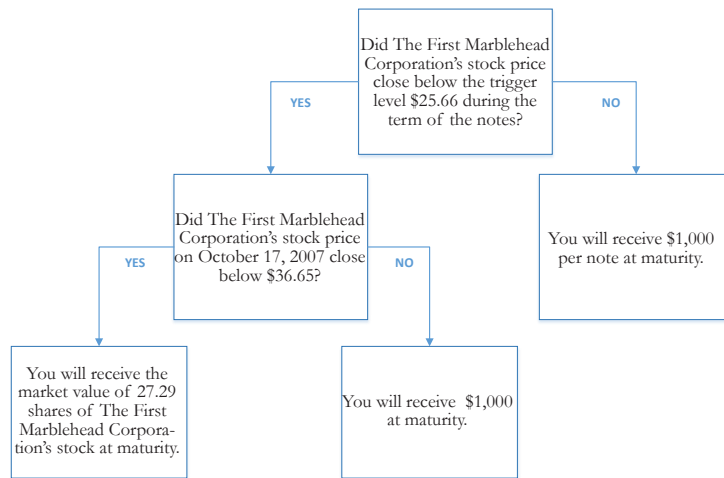 Did The First Marblehead
Corporation's stock price
close below the trigger
level $25.66 during the
term of the notes?
YES
NO
Did The First Marblehead
Corporation's stock price
on October 17, 2007 close
below $36.65?
You will receive $1,000
per note at maturity.
YES
NO
You will receive the
market value of 27.29
shares of The First
Marblehead Corpora-
tion's stock at maturity.
You will receive $1,000
at maturity.